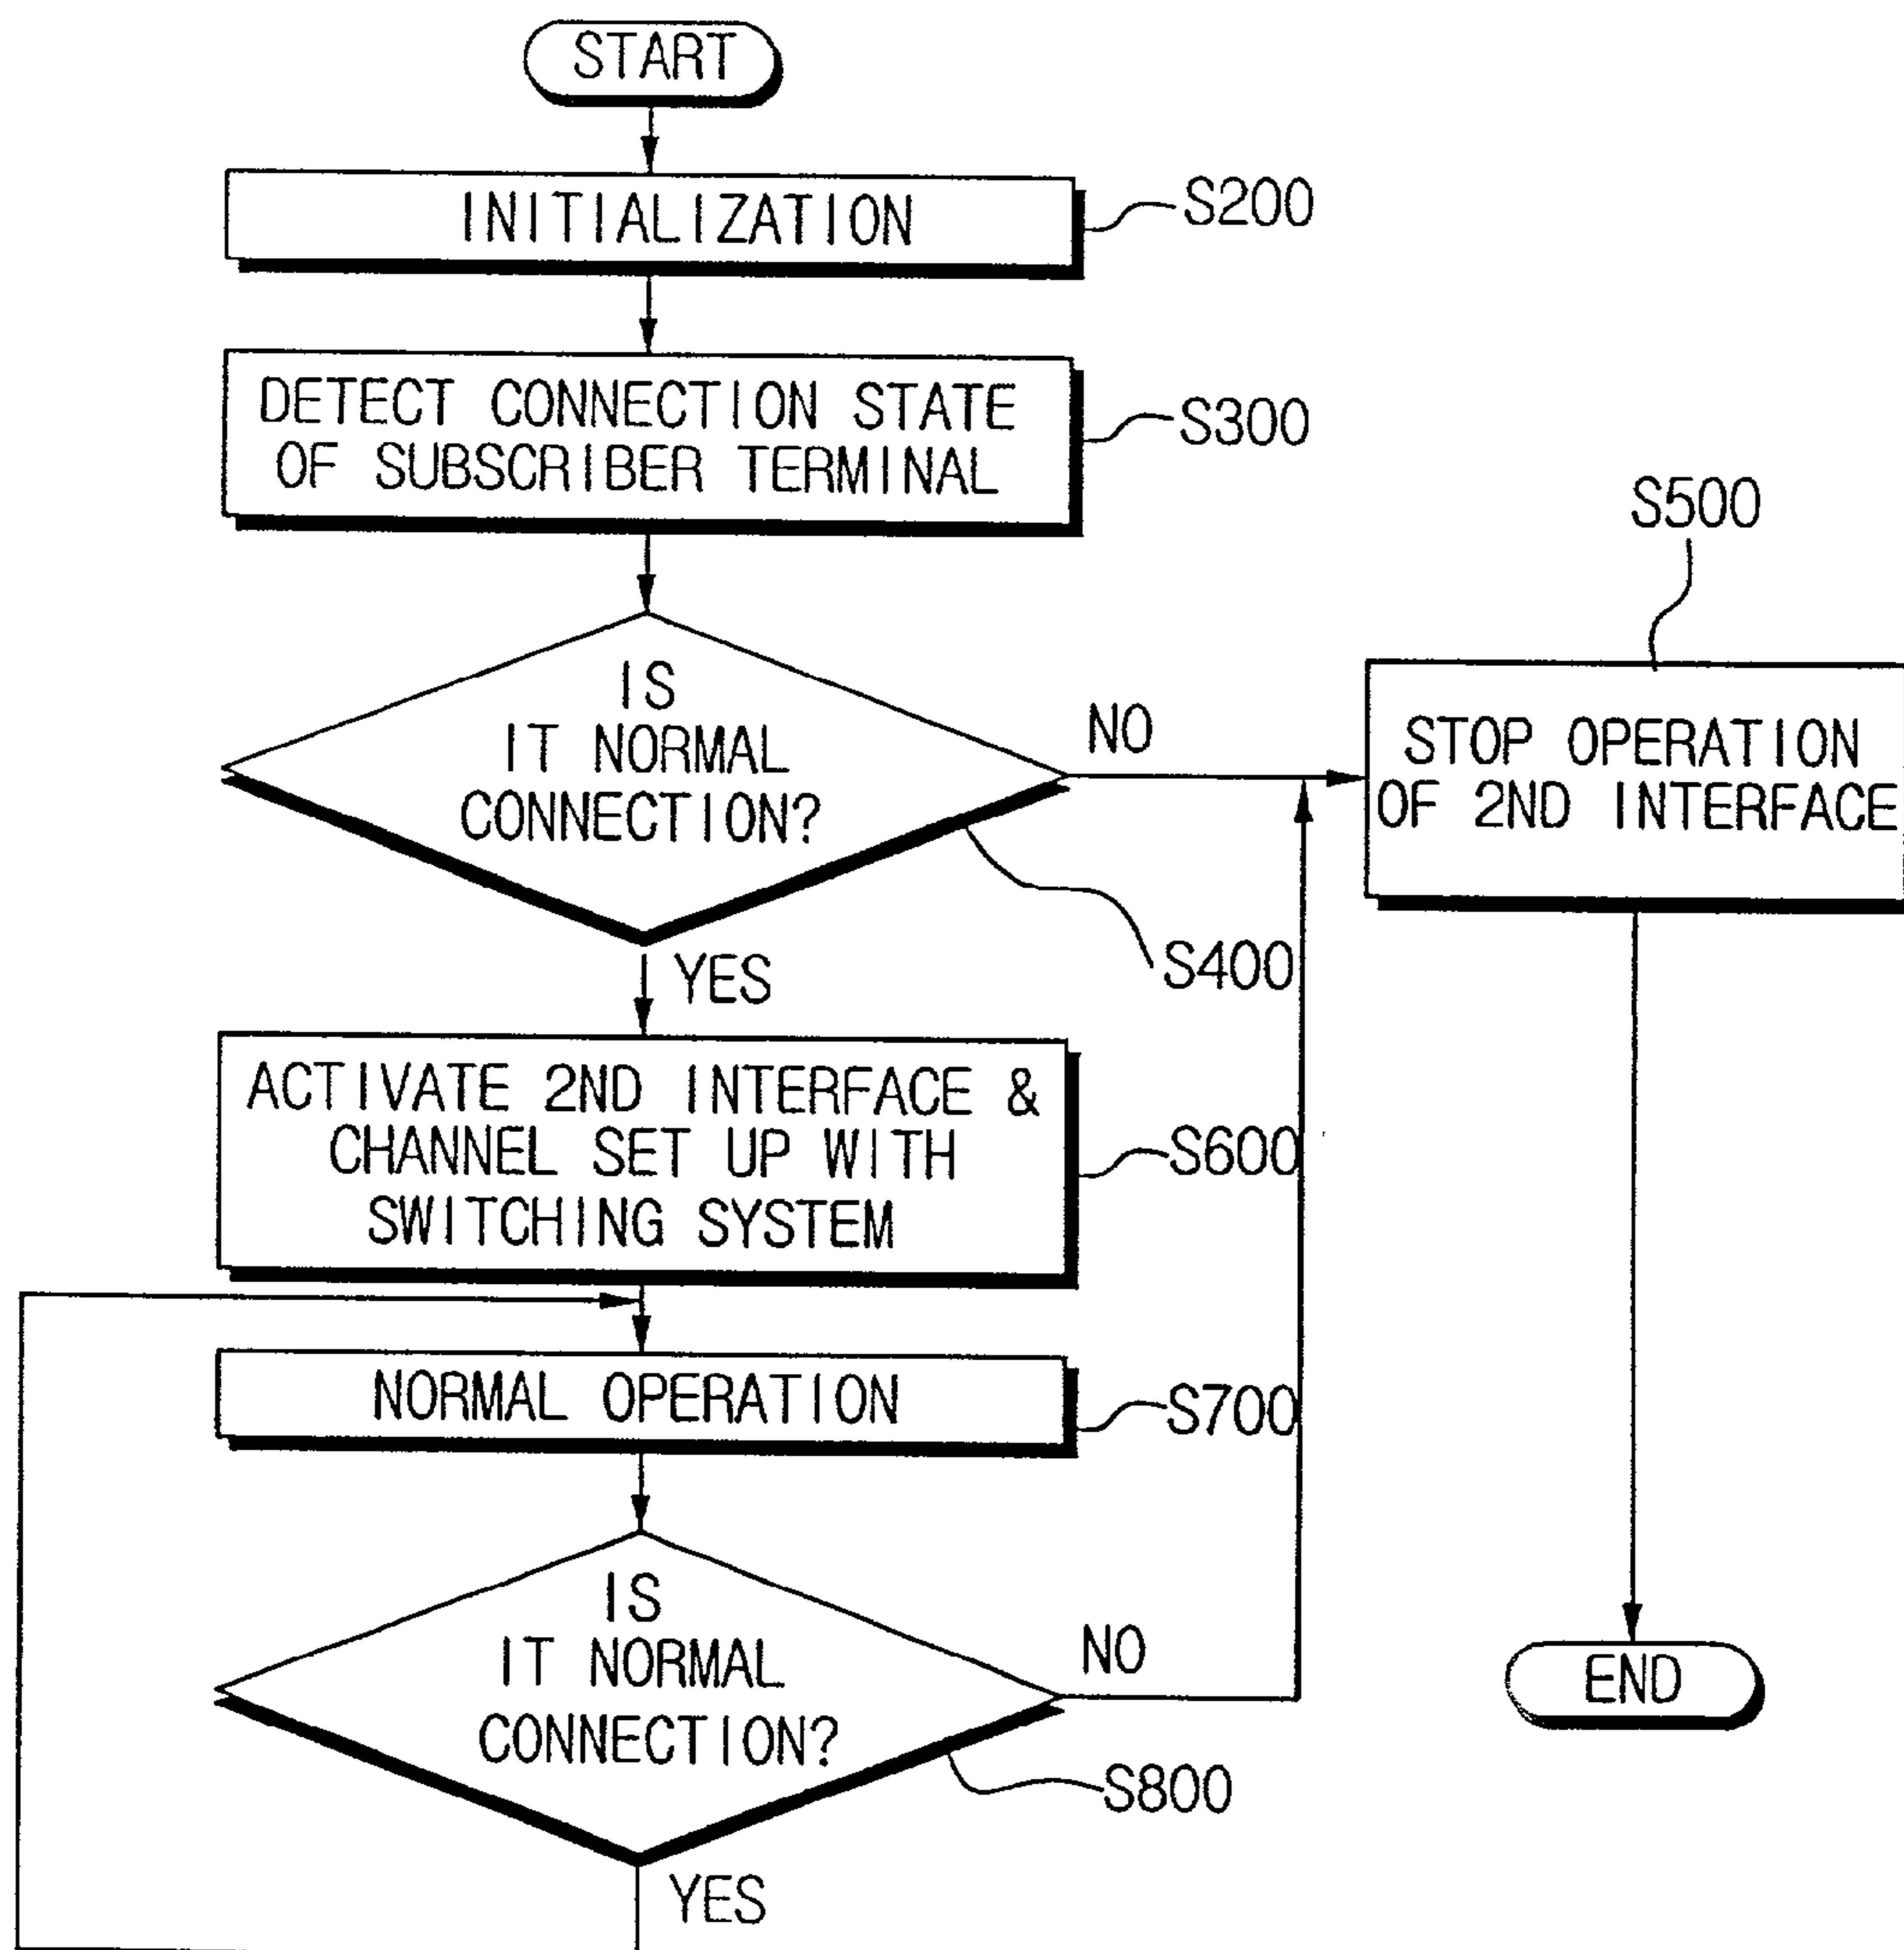 START
INITIALIZATION
S200
DETECT CONNECTION STATE
OF SUBSCRIBER TERMINAL
S300
IS
IT NORMAL
CONNECTION?
NO
S400
S500
STOP OPERATION
OF 2ND INTERFACE
YES
ACTIVATE 2ND INTERFACE &
CHANNEL SET UP WITH
SWITCHING SYSTEM
S600
NORMAL OPERATION
S700
IS
IT NORMAL
CONNECTION?
NO
S800
YES
END